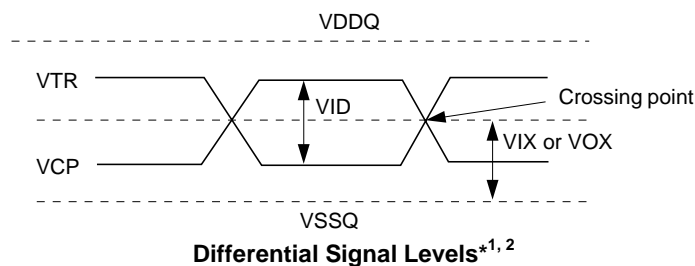 VDDQ
VTR
Crossing point
VID
VIX or VOX
VCP
VSSQ
Differential Signal Levels*1, 2